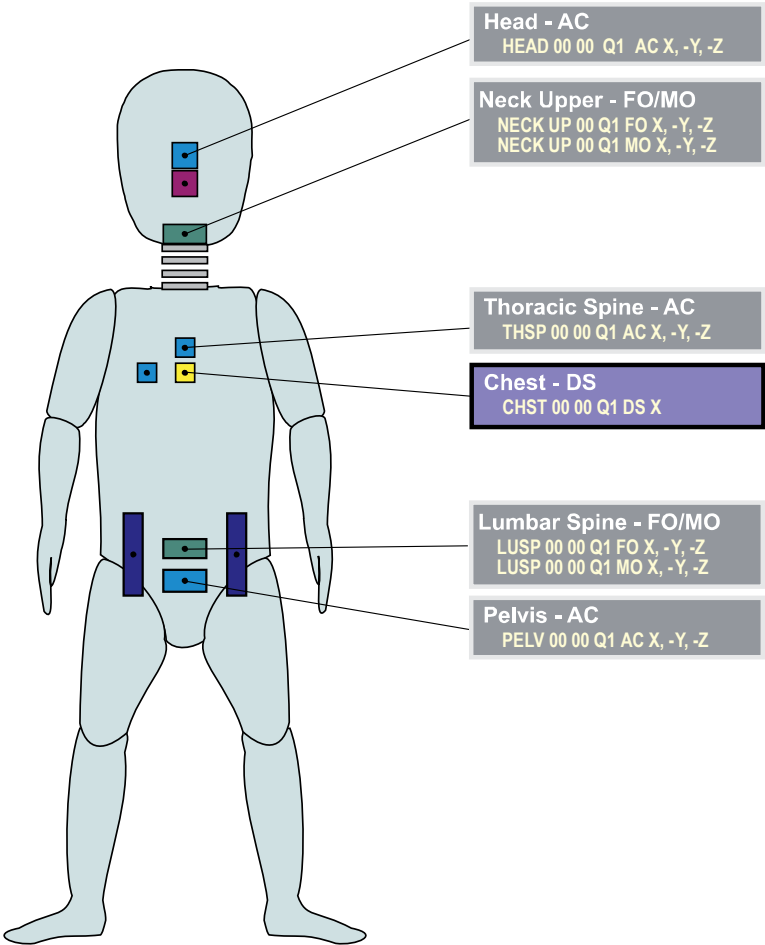 Head - AC
HEAD 00 00 Q1 AC X, -Y, -Z
Neck Upper - FO/MO
NECK UP 00 Q1 FO X, -Y, -Z
NECK UP 00 Q1 MO X, -Y, -Z
Thoracic Spine - AC
THSP 00 00 Q1 AC X, -Y, -Z
Chest - DS
CHST 00 00 Q1 DS X
Lumbar Spine - FO/MO
LUSP 00 00 Q1 FO X, -Y, -Z
LUSP 00 00 Q1 MO X, -Y, -Z
Pelvis - AC
PELV 00 00 Q1 AC X, -Y, -Z